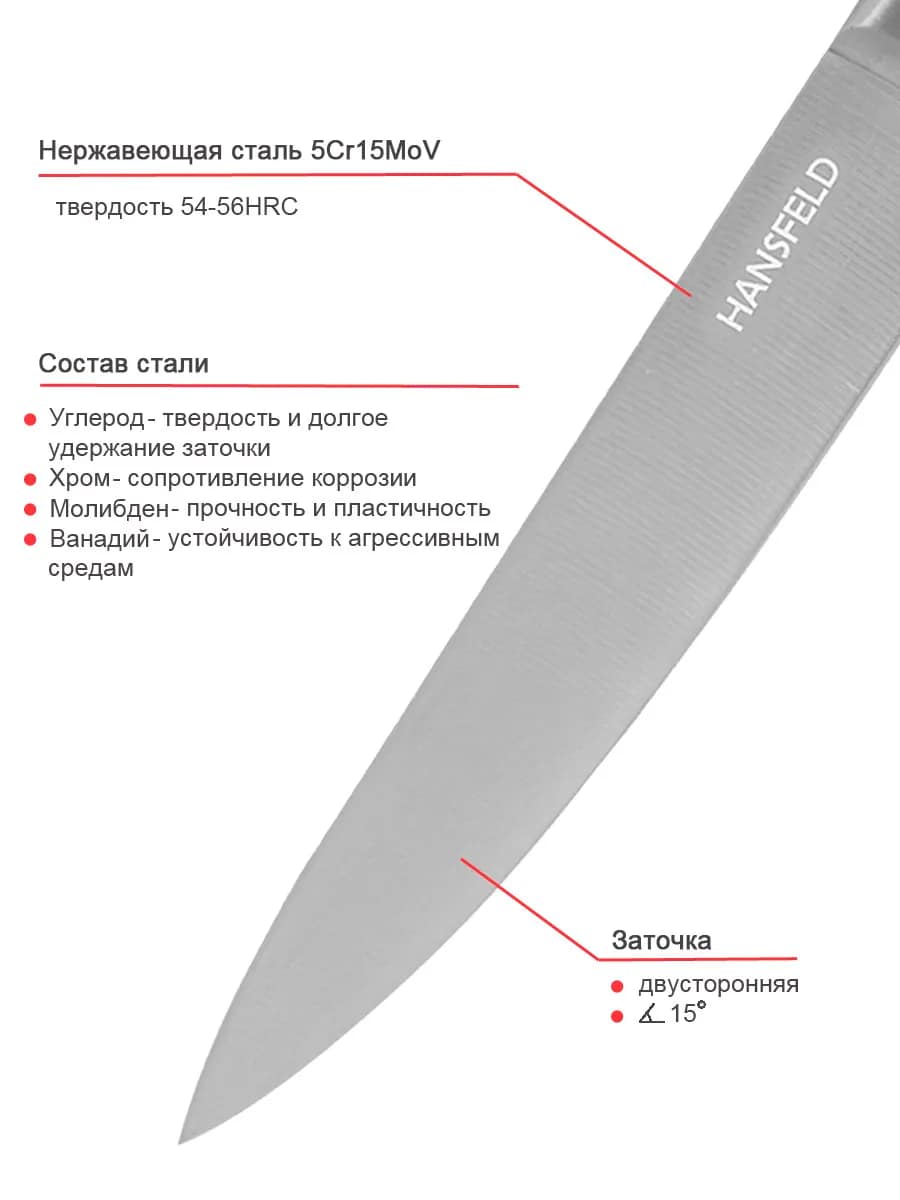 Нержавеющая сталь 5Cr15MoV
твердость 54-56HRC
HANSFELD
Состав стали
Углерод- твердость и долгое
удержание заточки
Хром- сопротивление коррозии
Молибден- прочность и пластичность
Ванадий- устойчивость к агрессивным
средам
Заточка
двусторонняя
∡ 15°